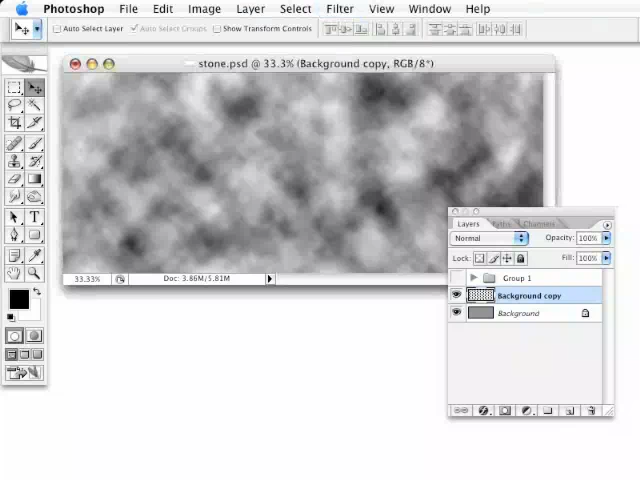 Photoshop File Edit Image Layer Select Filter View Window Help
Auto Select Layer Auto Select Groups Show Transform Controls
stone.psd @ 33.3% (Background copy, RGB/8*)
33.33% Doc: 3.86M/5.81M
Layers Paths Channels
Normal Opacity: 100%
Lock: Fill: 100%
Group 1
Background copy
Background